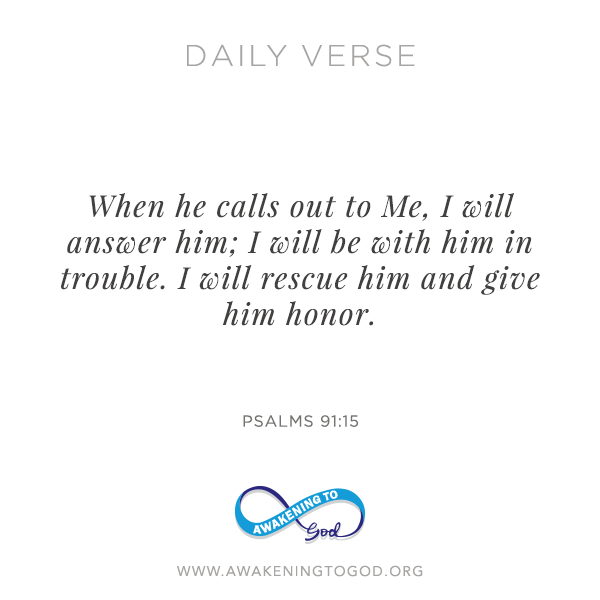 DAILY VERSE
When he calls out to Me, I will
answer him; I will be with him in
trouble. I will rescue him and give
him honor.
PSALMS 91:15
AWAKENING TO
God
WWW.AWAKENINGTOGOD.ORG